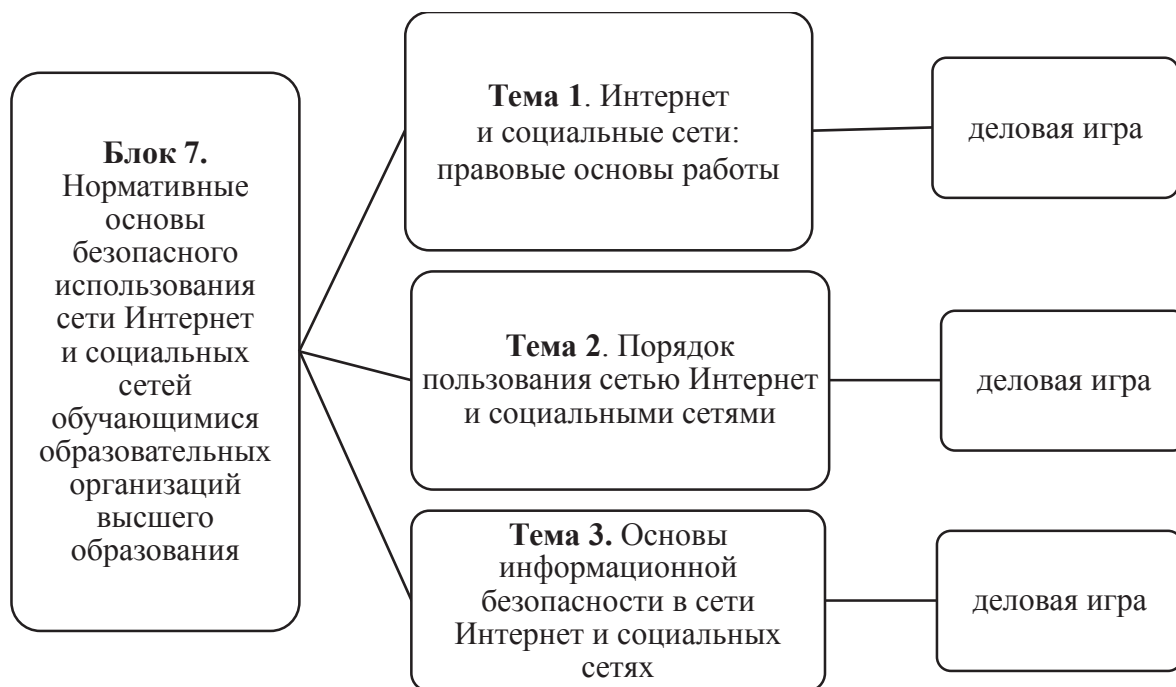 Блок 7.
Нормативные
основы
безопасного
использования
сети Интернет
и социальных
сетей
обучающимися
образовательных
организаций
высшего
образования
Тема 1. Интернет
и социальные сети:
правовые основы работы
деловая игра
Тема 2. Порядок
пользования сетью Интернет
и социальными сетями
деловая игра
Тема 3. Основы
информационной
безопасности в сети
Интернет и социальных
сетях
деловая игра